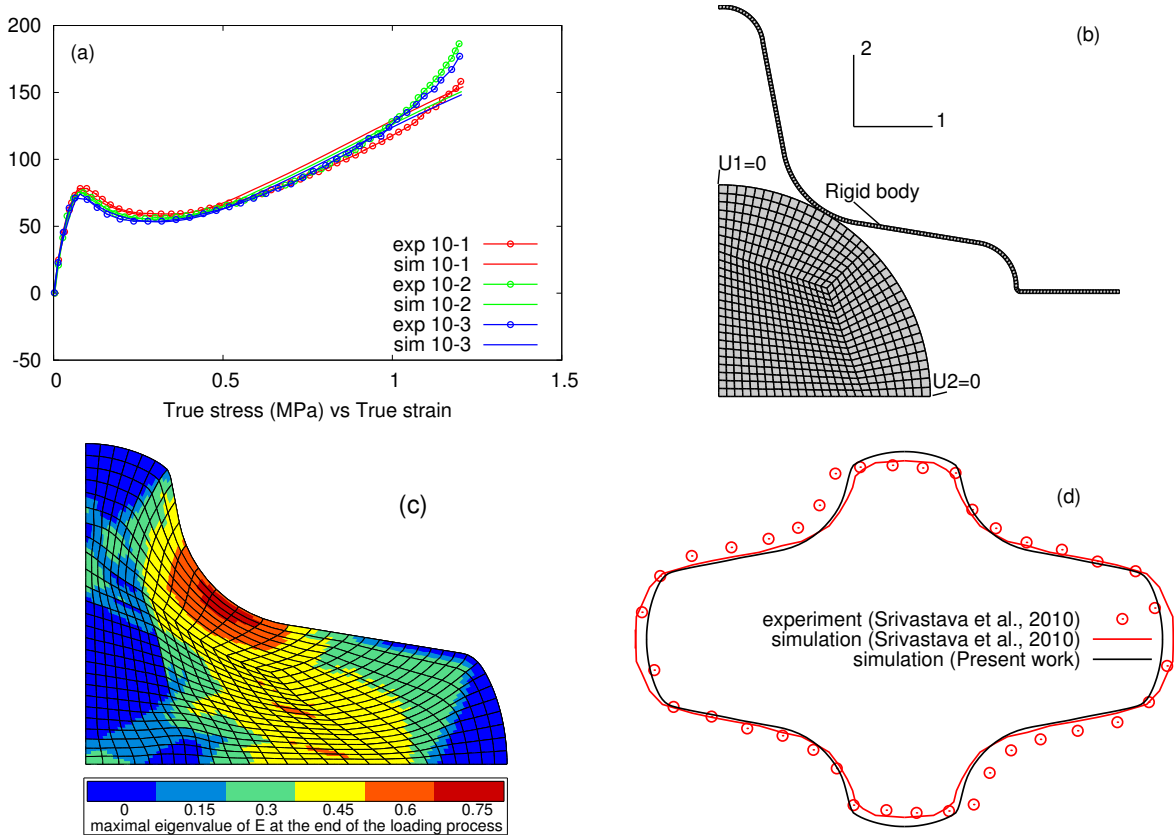 200
150
100
50
0
-50
(a)
exp 10-1
sim 10-1
exp 10-2
sim 10-2
exp 10-3
sim 10-3
0
0.5
1
1.5
True stress (MPa) vs True strain
(b)
2
1
U1=0
Rigid body
U2=0
(c)
0
0.15
0.3
0.45
0.6
0.75
maximal eigenvalue of E at the end of the loading process
(d)
experiment (Srivastava et al., 2010)
simulation (Srivastava et al., 2010)
simulation (Present work)